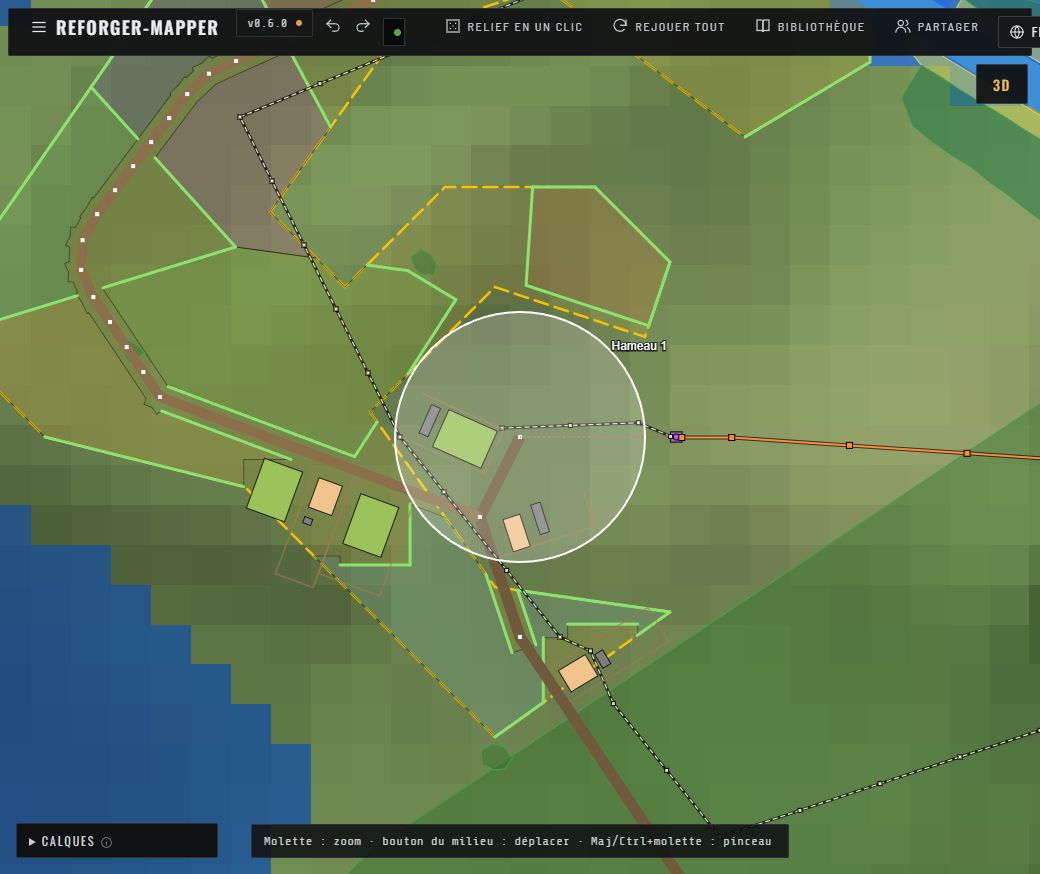 REFORGER-MAPPER
v0.6.0
RELIEF EN UN CLIC
REJOUER TOUT
BIBLIOTHÈQUE
PARTAGER
3D
Hameau 1
CALQUES
Molette : zoom · bouton du milieu : déplacer · Maj/Ctrl+molette : pinceau